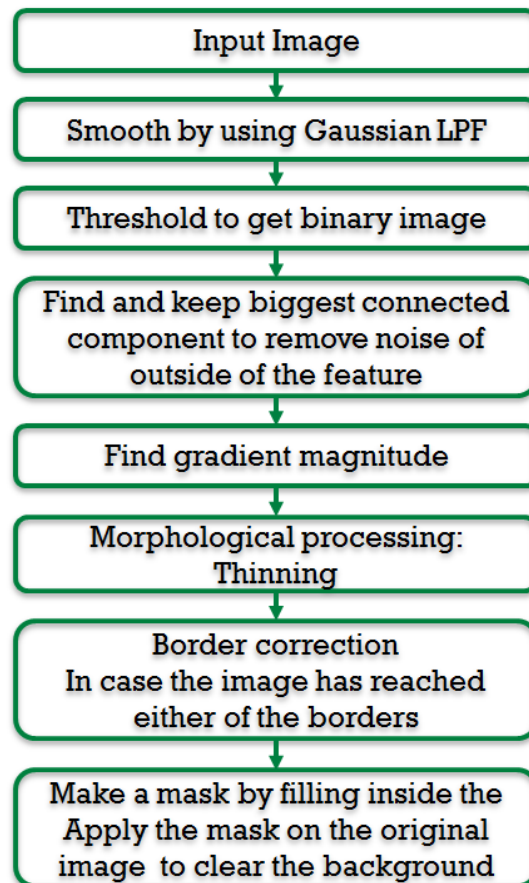 Input Image
Smooth by using Gaussian LPF
Threshold to get binary image
Find and keep biggest connected
component to remove noise of
outside of the feature
Find gradient magnitude
Morphological processing:
Thinning
Border correction
In case the image has reached
either of the borders
Make a mask by filling inside the
Apply the mask on the original
image to clear the background